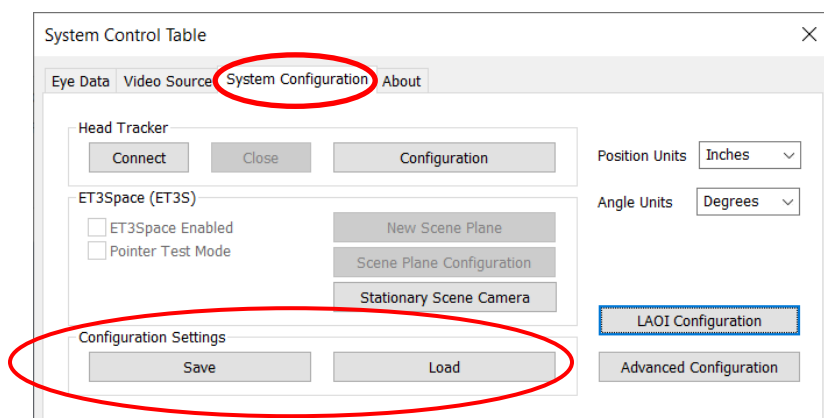 System Control Table
Eye Data Video Source System Configuration About
Head Tracker
Connect Close Configuration
Position Units Inches
ET3Space (ET3S)
Angle Units Degrees
ET3Space Enabled New Scene Plane
Pointer Test Mode
Scene Plane Configuration
Stationary Scene Camera
LAOI Configuration
Configuration Settings
Save Load Advanced Configuration